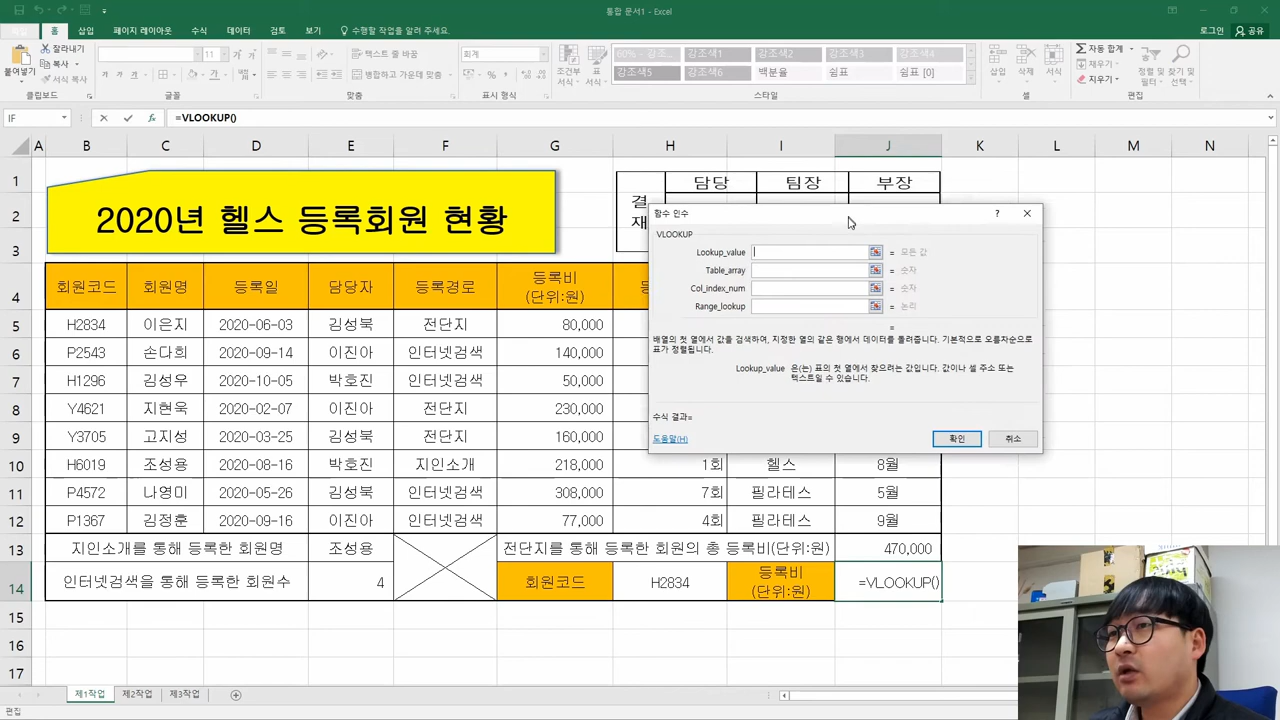 통합 문서1 - Excel
홈 삽입 페이지 레이아웃 수식 데이터 검토 보기 수행할 작업을 알려 주세요. 로그인 공유
붙여넣기 잘라내기 복사 서식 복사
11 텍스트 줄 바꿈 병합하고 가운데 맞춤
회계 조건부 서식 표 서식
60% - 강조... 강조색1 강조색2 강조색3 강조색4
강조색5 강조색6 백분율 쉼표 쉼표 [0]
삽입 삭제 서식 자동 합계 채우기 지우기 정렬 및 필터 찾기 및 선택
클립보드 글꼴 맞춤 표시 형식 스타일 셀 편집
IF fx =VLOOKUP()
A B C D E F G H I J K L M N
1 담당 팀장 부장
2 2020년 헬스 등록회원 현황 결
3 재
4 회원코드 회원명 등록일 담당자 등록경로 등록비 (단위:원)
5 H2834 이은지 2020-06-03 김성북 전단지 80,000
6 P2543 손다희 2020-09-14 이진아 인터넷검색 140,000
7 H1296 김성우 2020-10-05 박호진 인터넷검색 50,000
8 Y4621 지현욱 2020-02-07 이진아 전단지 230,000
9 Y3705 고지성 2020-03-25 김성북 전단지 160,000
10 H6019 조성용 2020-08-16 박호진 지인소개 218,000 1회 헬스 8월
11 P4572 나영미 2020-05-26 김성북 인터넷검색 308,000 7회 필라테스 5월
12 P1367 김정훈 2020-09-16 이진아 인터넷검색 77,000 4회 필라테스 9월
13 지인소개를 통해 등록한 회원명 조성용 전단지를 통해 등록한 회원의 총 등록비(단위:원) 470,000
14 인터넷검색을 통해 등록한 회원수 4 회원코드 H2834 등록비 (단위:원) =VLOOKUP()
15
16
17
함수 인수 ? ×
VLOOKUP
Lookup_value = 모든 값
Table_array = 숫자
Col_index_num = 숫자
Range_lookup = 논리
=
배열의 첫 열에서 값을 검색하여, 지정한 열의 같은 행에서 데이터를 돌려줍니다. 기본적으로 오름차순으로
표가 정렬됩니다.
Lookup_value 은(는) 표의 첫 열에서 찾으려는 값입니다. 값이나 셀 주소 또는
텍스트일 수 있습니다.
수식 결과=
도움말(H) 확인 취소
제1작업 제2작업 제3작업
편집